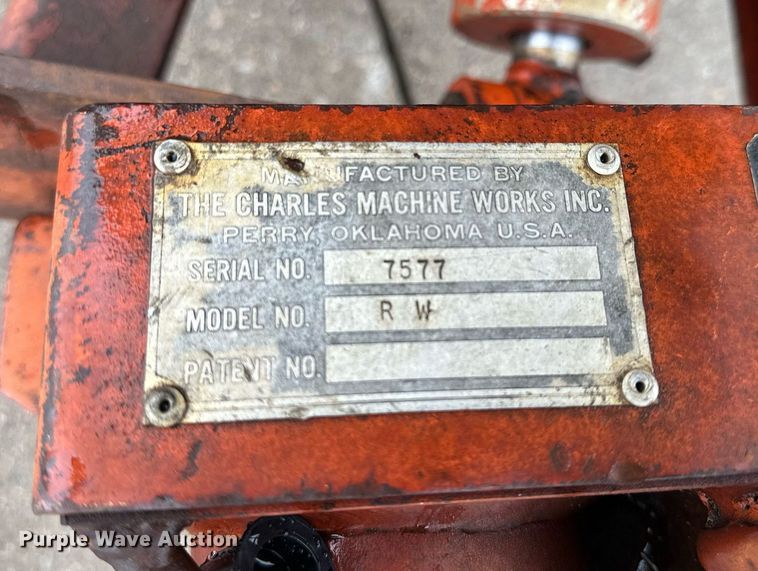 MANUFACTURED BY
THE CHARLES MACHINE WORKS INC.
PERRY, OKLAHOMA U.S.A.
SERIAL NO. 7577
MODEL NO. R W
PATENT NO.
Purple Wave Auction®